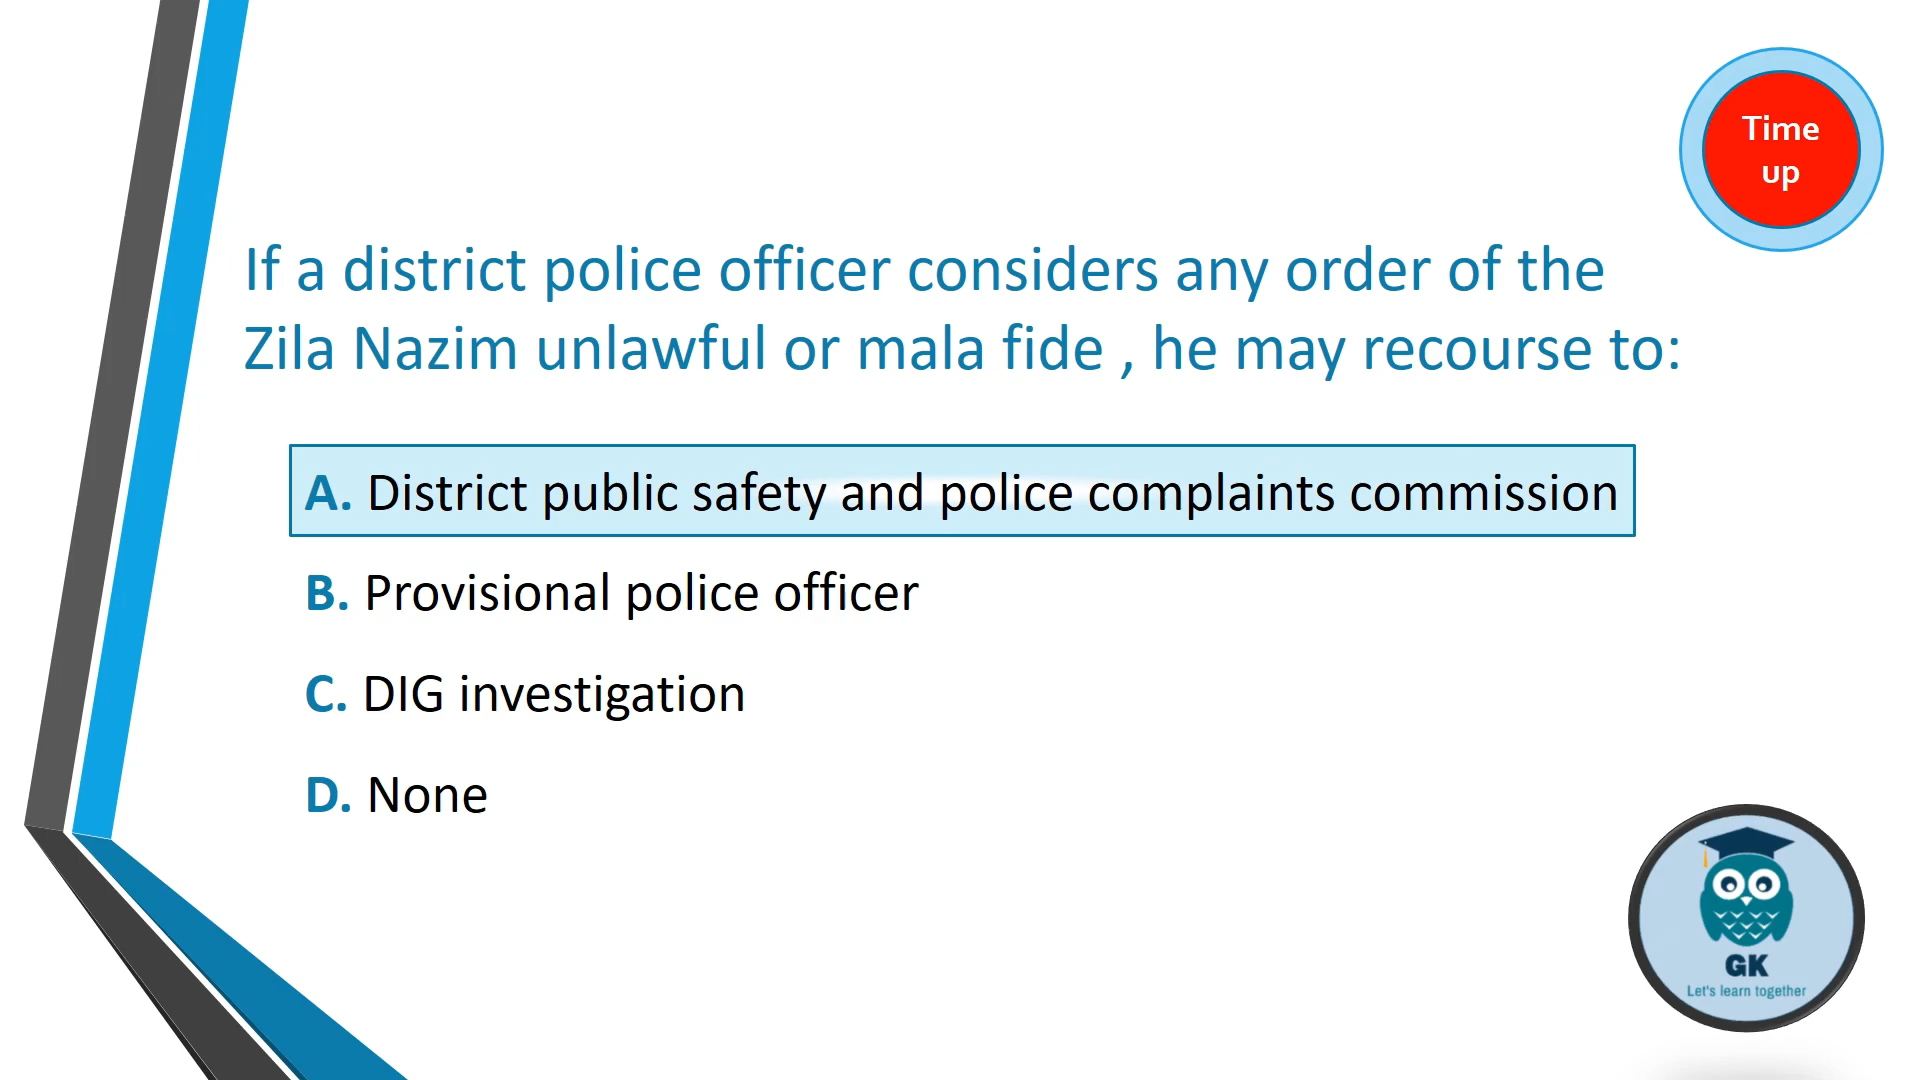 Time
up
If a district police officer considers any order of the
Zila Nazim unlawful or mala fide , he may recourse to:
A. District public safety and police complaints commission
B. Provisional police officer
C. DIG investigation
D. None
GK
Let's learn together